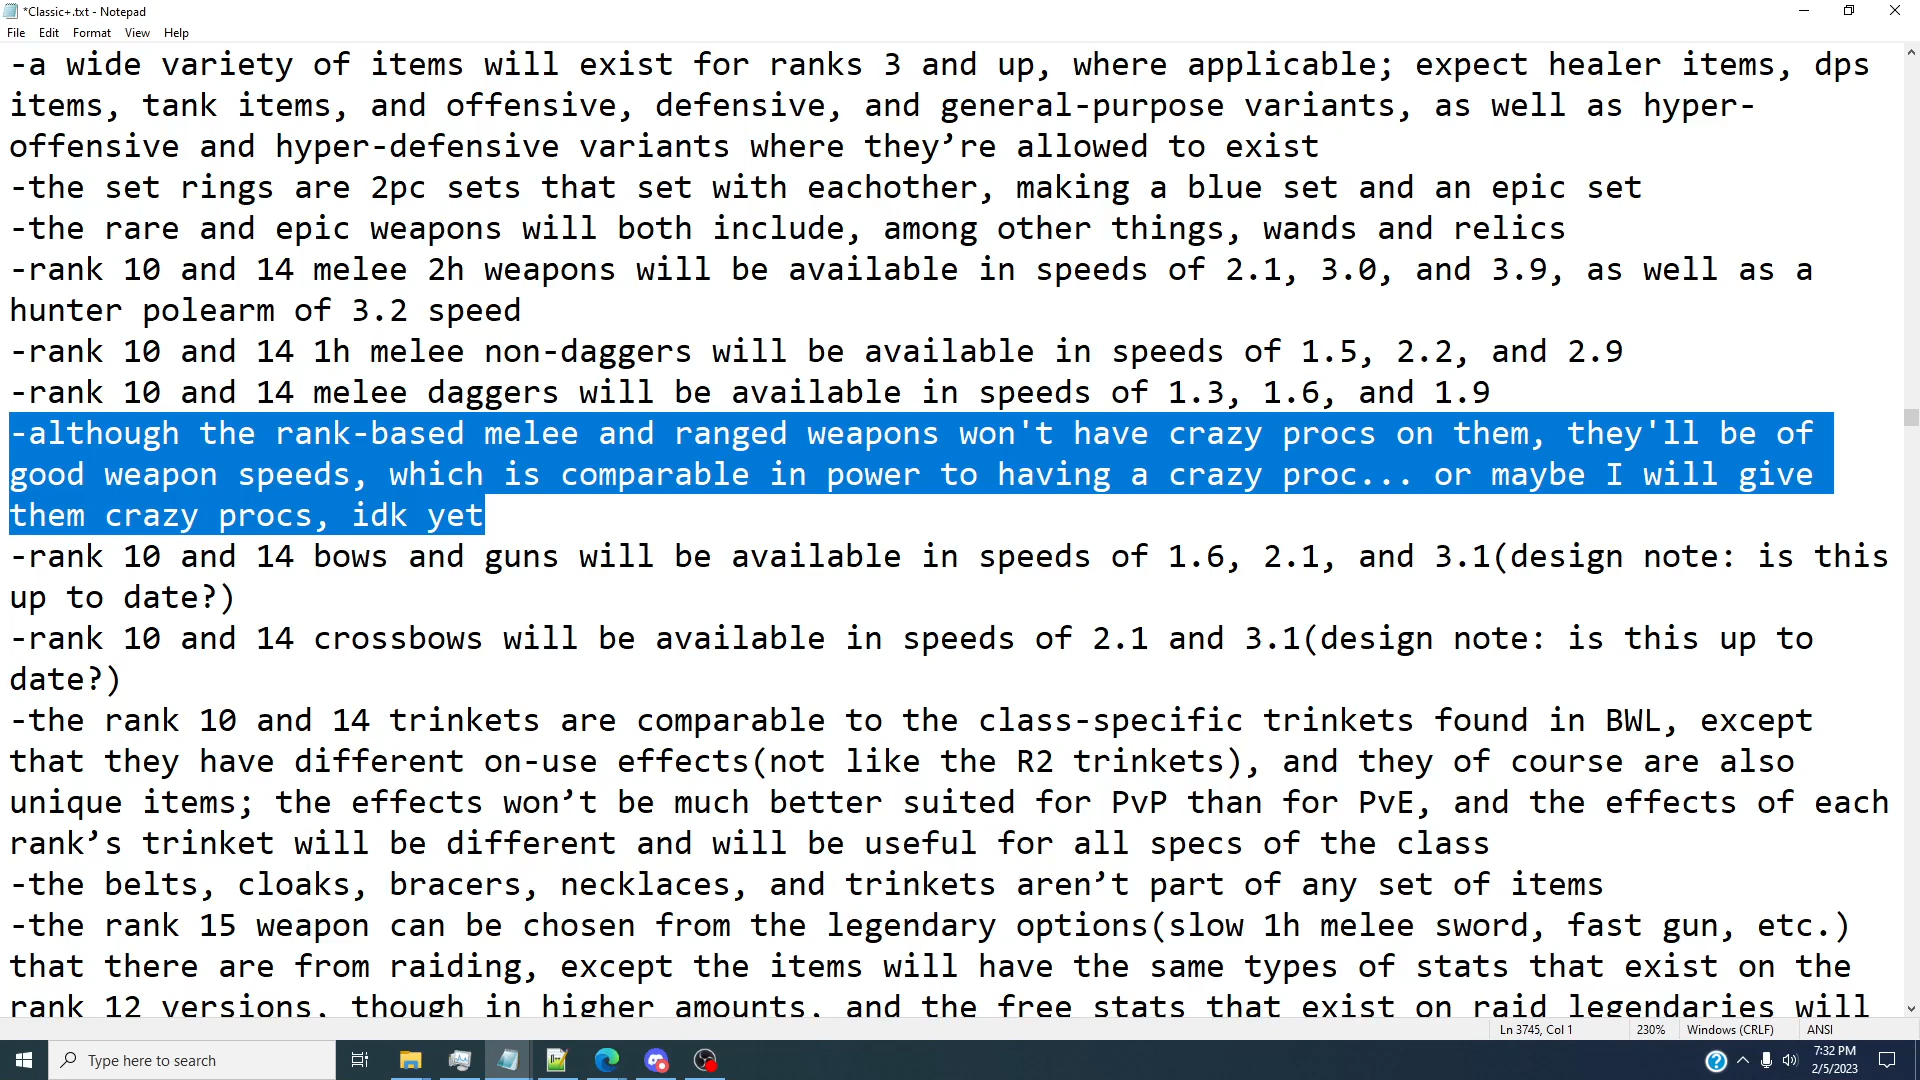 *Classic+.txt - Notepad
File Edit Format View Help
-a wide variety of items will exist for ranks 3 and up, where applicable; expect healer items, dps
items, tank items, and offensive, defensive, and general-purpose variants, as well as hyper-
offensive and hyper-defensive variants where they’re allowed to exist
-the set rings are 2pc sets that set with eachother, making a blue set and an epic set
-the rare and epic weapons will both include, among other things, wands and relics
-rank 10 and 14 melee 2h weapons will be available in speeds of 2.1, 3.0, and 3.9, as well as a
hunter polearm of 3.2 speed
-rank 10 and 14 1h melee non-daggers will be available in speeds of 1.5, 2.2, and 2.9
-rank 10 and 14 melee daggers will be available in speeds of 1.3, 1.6, and 1.9
-although the rank-based melee and ranged weapons won't have crazy procs on them, they'll be of
good weapon speeds, which is comparable in power to having a crazy proc... or maybe I will give
them crazy procs, idk yet
-rank 10 and 14 bows and guns will be available in speeds of 1.6, 2.1, and 3.1(design note: is this
up to date?)
-rank 10 and 14 crossbows will be available in speeds of 2.1 and 3.1(design note: is this up to
date?)
-the rank 10 and 14 trinkets are comparable to the class-specific trinkets found in BWL, except
that they have different on-use effects(not like the R2 trinkets), and they of course are also
unique items; the effects won’t be much better suited for PvP than for PvE, and the effects of each
rank’s trinket will be different and will be useful for all specs of the class
-the belts, cloaks, bracers, necklaces, and trinkets aren’t part of any set of items
-the rank 15 weapon can be chosen from the legendary options(slow 1h melee sword, fast gun, etc.)
that there are from raiding, except the items will have the same types of stats that exist on the
rank 12 versions, though in higher amounts, and the free stats that exist on raid legendaries will
Ln 3745, Col 1 230% Windows (CRLF) ANSI
Type here to search
7:32 PM
2/5/2023